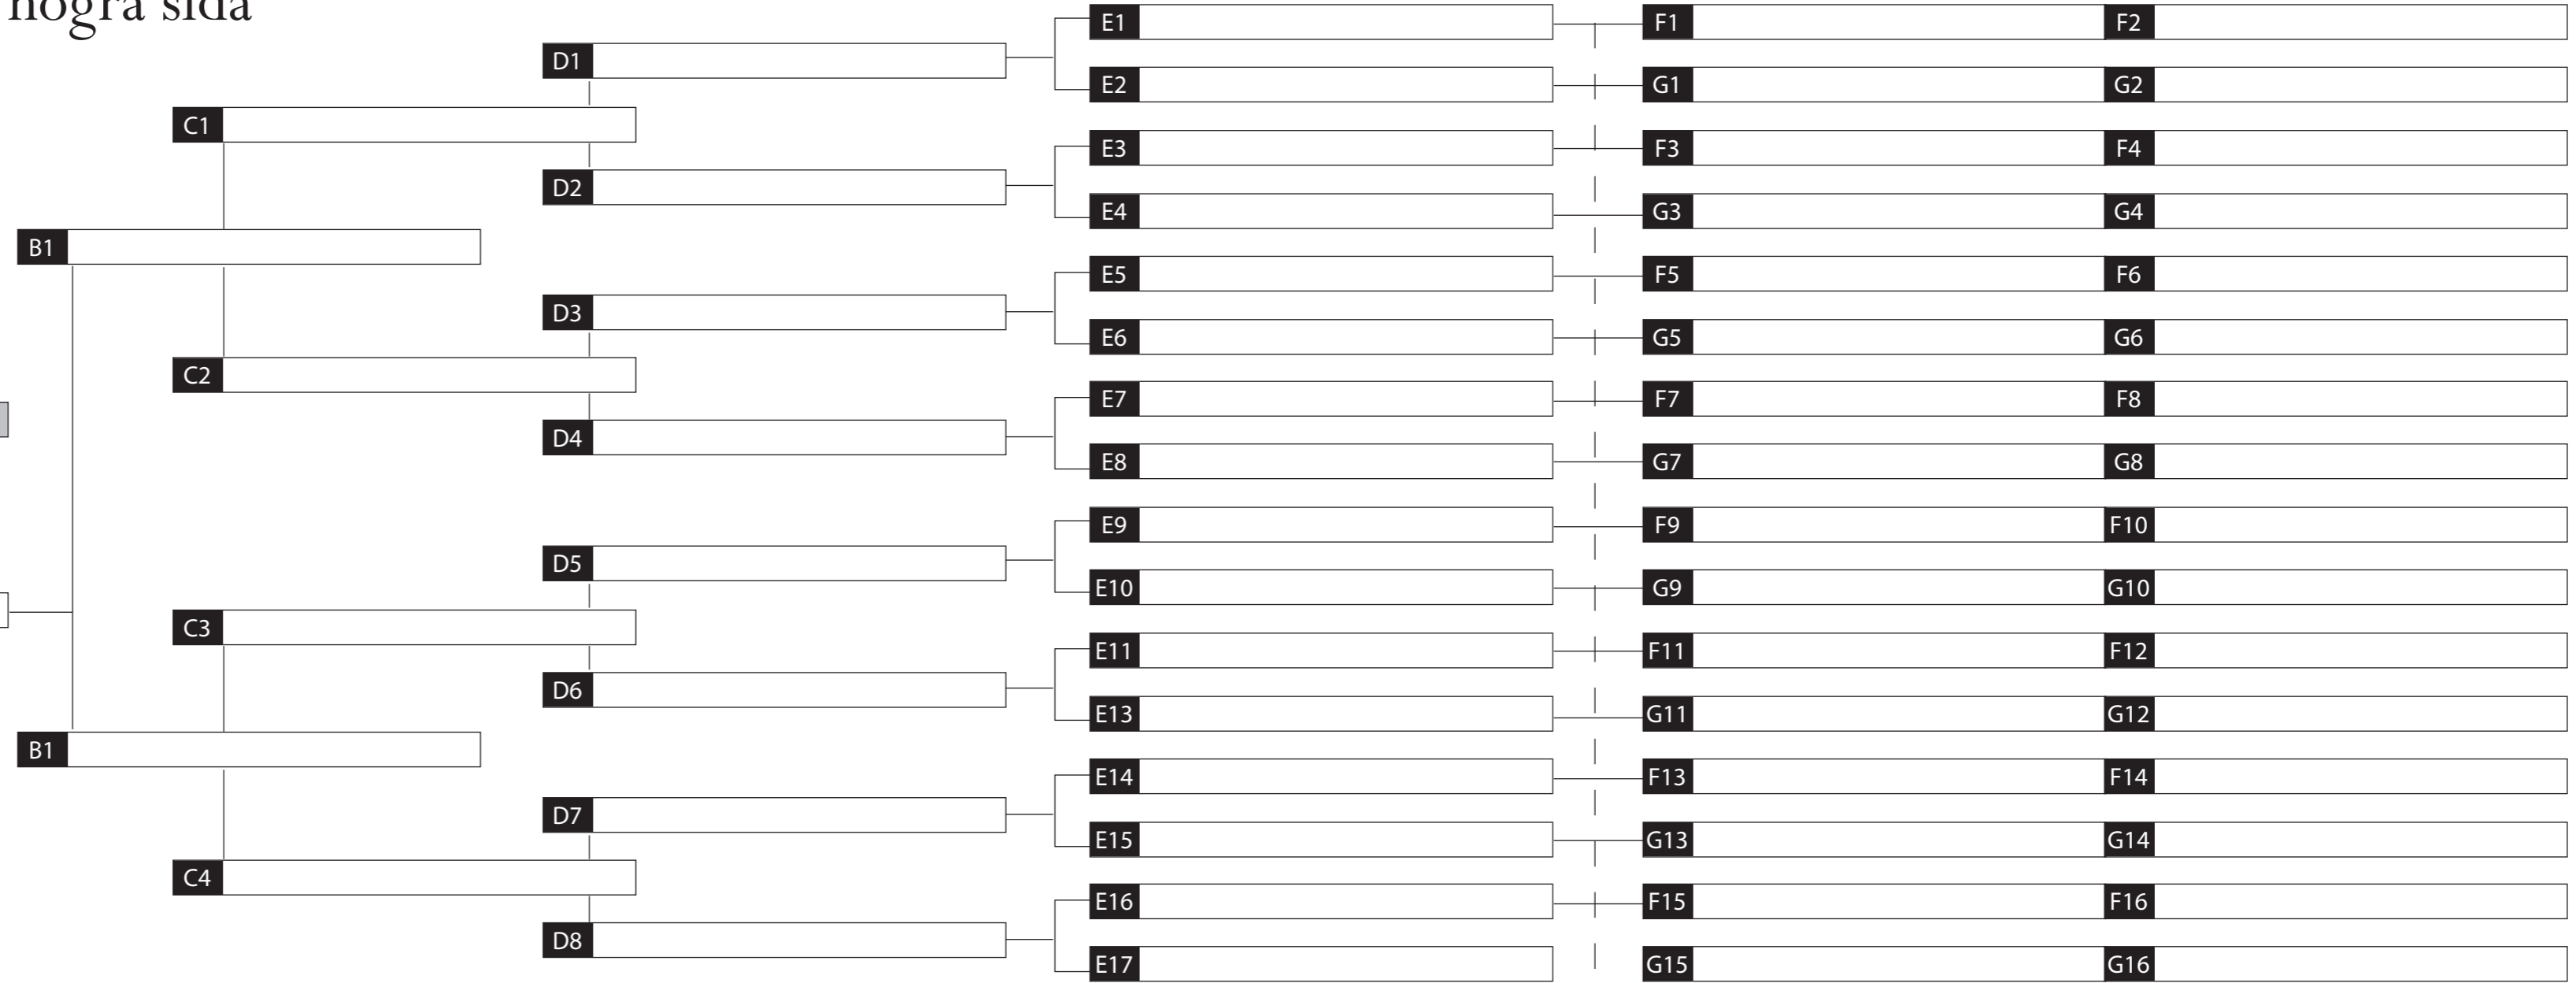 högra sida
E1 F1 F2
D1
E2 G1 G2
C1
E3 F3 F4
D2
E4 G3 G4
B1
E5 F5 F6
D3
E6 G5 G6
C2
E7 F7 F8
D4
E8 G7 G8
E9 F9 F10
D5
E10 G9 G10
C3
E11 F11 F12
D6
E13 G11 G12
B1
E14 F13 F14
D7
E15 G13 G14
C4
E16 F15 F16
D8
E17 G15 G16